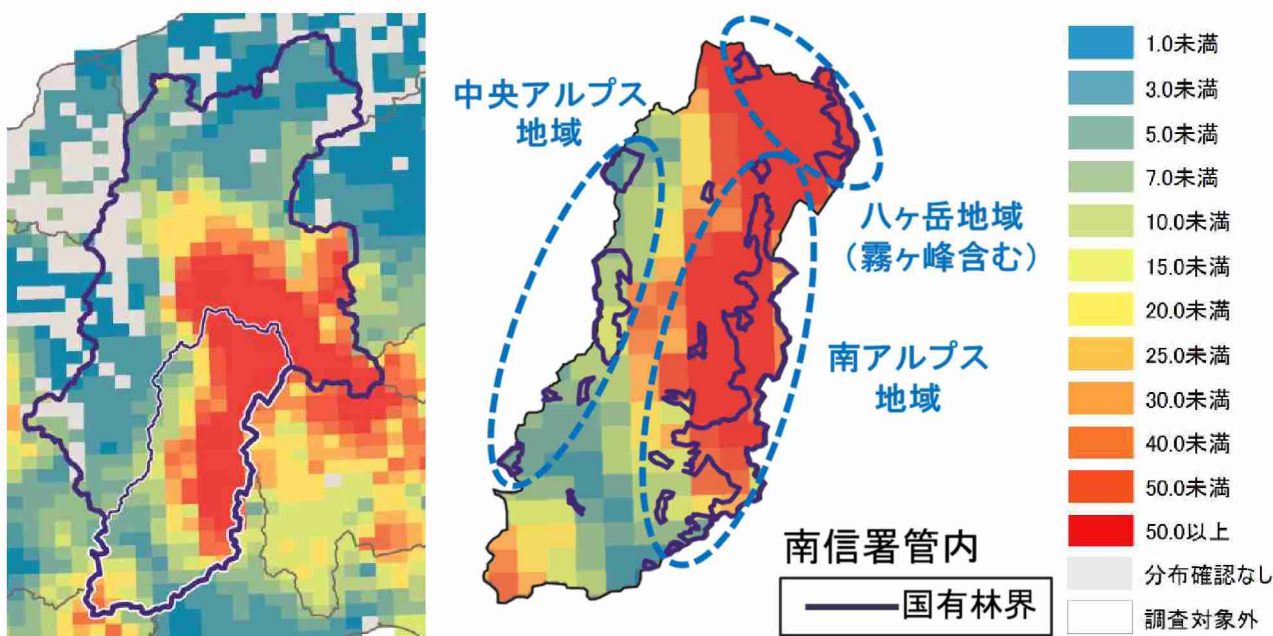 中央アルプス
地域
八ヶ岳地域
（霧ヶ峰含む）
南アルプス
地域
南信署管内
国有林界
1.0未満
3.0未満
5.0未満
7.0未満
10.0未満
15.0未満
20.0未満
25.0未満
30.0未満
40.0未満
50.0未満
50.0以上
分布確認なし
調査対象外